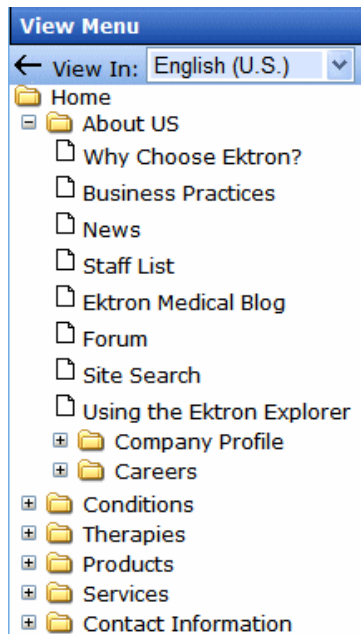 View Menu
View In: English (U.S.)
Home
About US
Why Choose Ektron?
Business Practices
News
Staff List
Ektron Medical Blog
Forum
Site Search
Using the Ektron Explorer
Company Profile
Careers
Conditions
Therapies
Products
Services
Contact Information